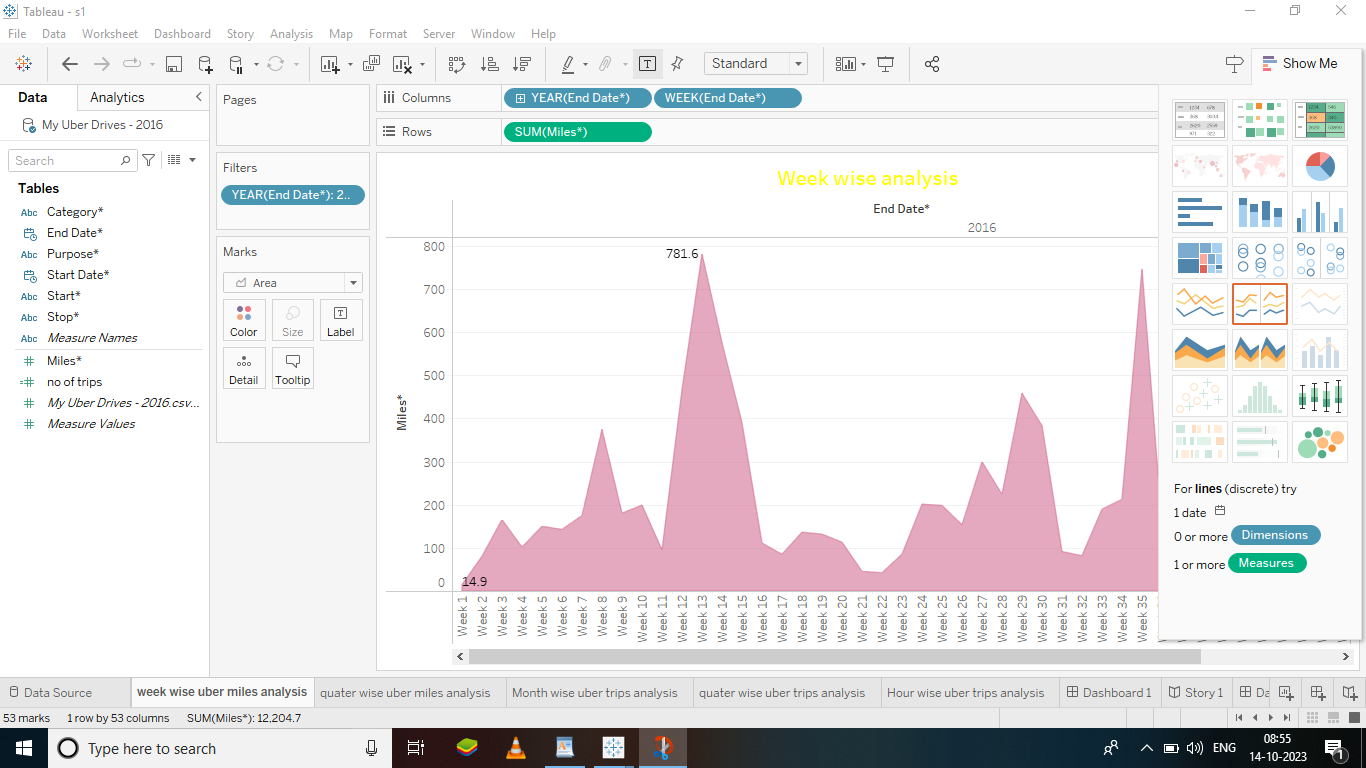 Tableau - s1
File Data Worksheet Dashboard Story Analysis Map Format Server Window Help
Standard
Show Me
Data Analytics
My Uber Drives - 2016
Search
Tables
Abc Category*
End Date*
Abc Purpose*
Start Date*
Abc Start*
Abc Stop*
Abc Measure Names
Miles*
no of trips
My Uber Drives - 2016.csv...
Measure Values
Pages
Filters
YEAR(End Date*): 2..
Marks
Area
Color Size Label
Detail Tooltip
Columns YEAR(End Date*) WEEK(End Date*)
Rows SUM(Miles*)
Week wise analysis
End Date*
2016
Miles*
800
700
600
500
400
300
200
100
0
781.6
14.9
Week 1
Week 2
Week 3
Week 4
Week 5
Week 6
Week 7
Week 8
Week 9
Week 10
Week 11
Week 12
Week 13
Week 14
Week 15
Week 16
Week 17
Week 18
Week 19
Week 20
Week 21
Week 22
Week 23
Week 24
Week 25
Week 26
Week 27
Week 28
Week 29
Week 30
Week 31
Week 32
Week 33
Week 34
Week 35
For lines (discrete) try
1 date
0 or more Dimensions
1 or more Measures
Data Source week wise uber miles analysis quater wise uber miles analysis Month wise uber trips analysis quater wise uber trips analysis Hour wise uber trips analysis Dashboard 1 Story 1 Da
53 marks 1 row by 53 columns SUM(Miles*): 12,204.7
Type here to search
ENG
08:55
14-10-2023
1